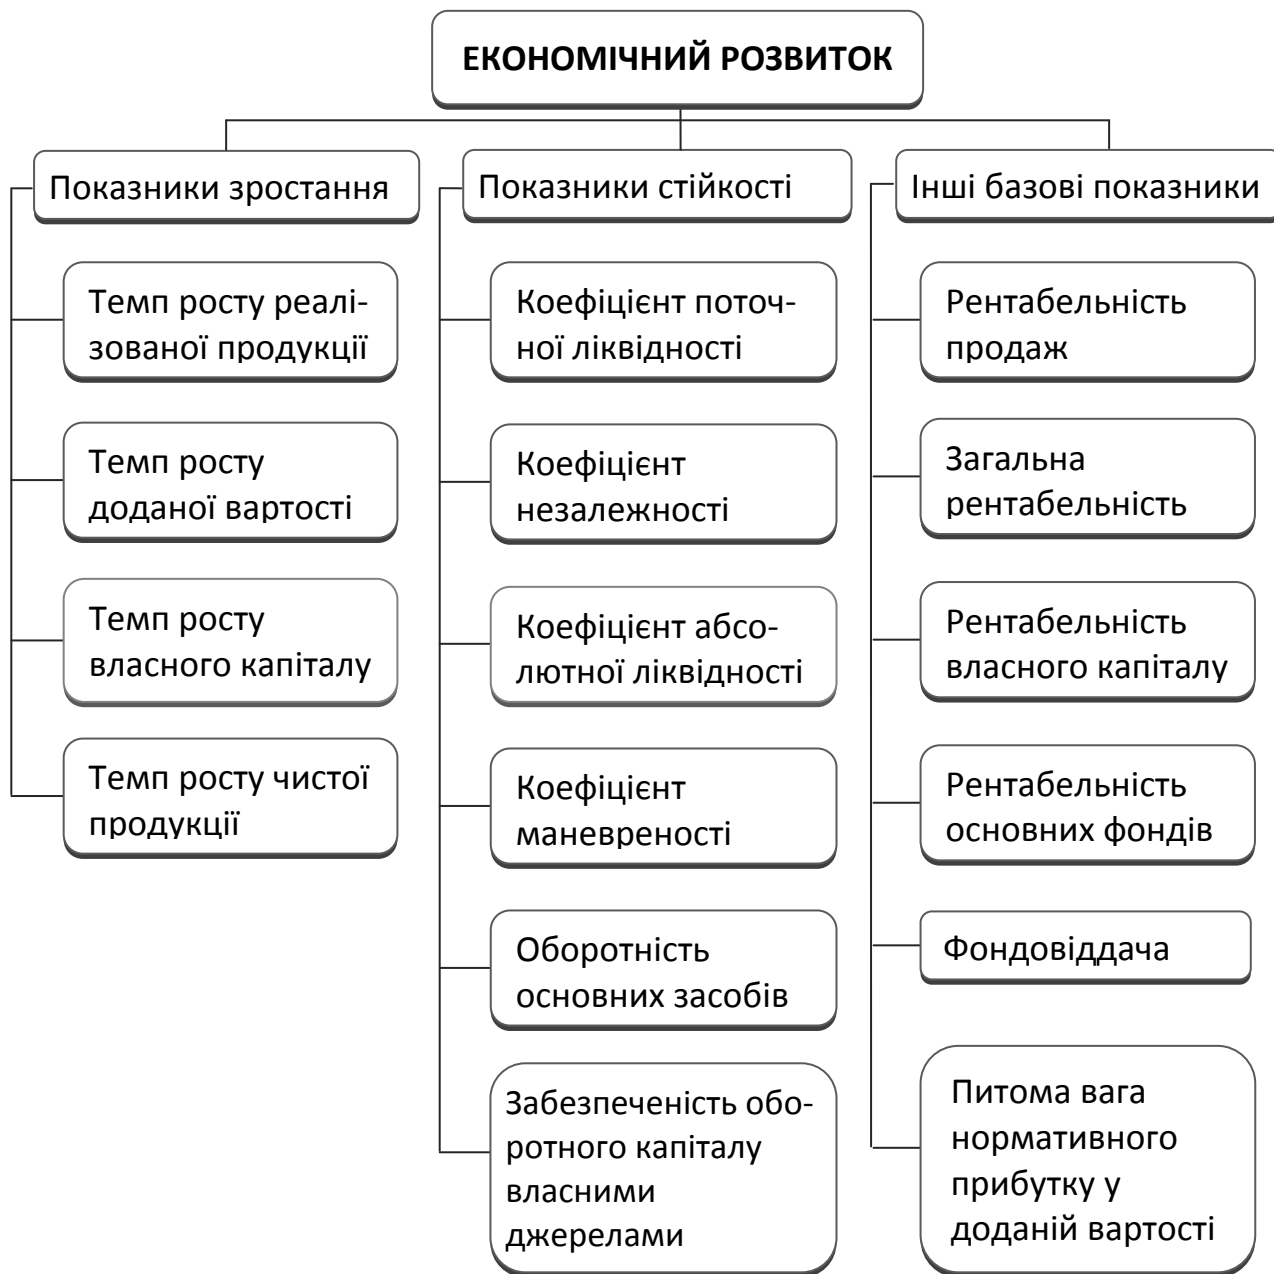 ЕКОНОМІЧНИЙ РОЗВИТОК
Показники зростання
Темп росту реалі-
зованої продукції
Темп росту
доданої вартості
Темп росту
власного капіталу
Темп росту чистої
продукції
Показники стійкості
Коефіцієнт поточ-
ної ліквідності
Коефіцієнт
незалежності
Коефіцієнт абсо-
лютної ліквідності
Коефіцієнт
маневреності
Оборотність
основних засобів
Забезпеченість обо-
ротного капіталу
власними
джерелами
Інші базові показники
Рентабельність
продаж
Загальна
рентабельність
Рентабельність
власного капіталу
Рентабельність
основних фондів
Фондовіддача
Питома вага
нормативного
прибутку у
доданій вартості